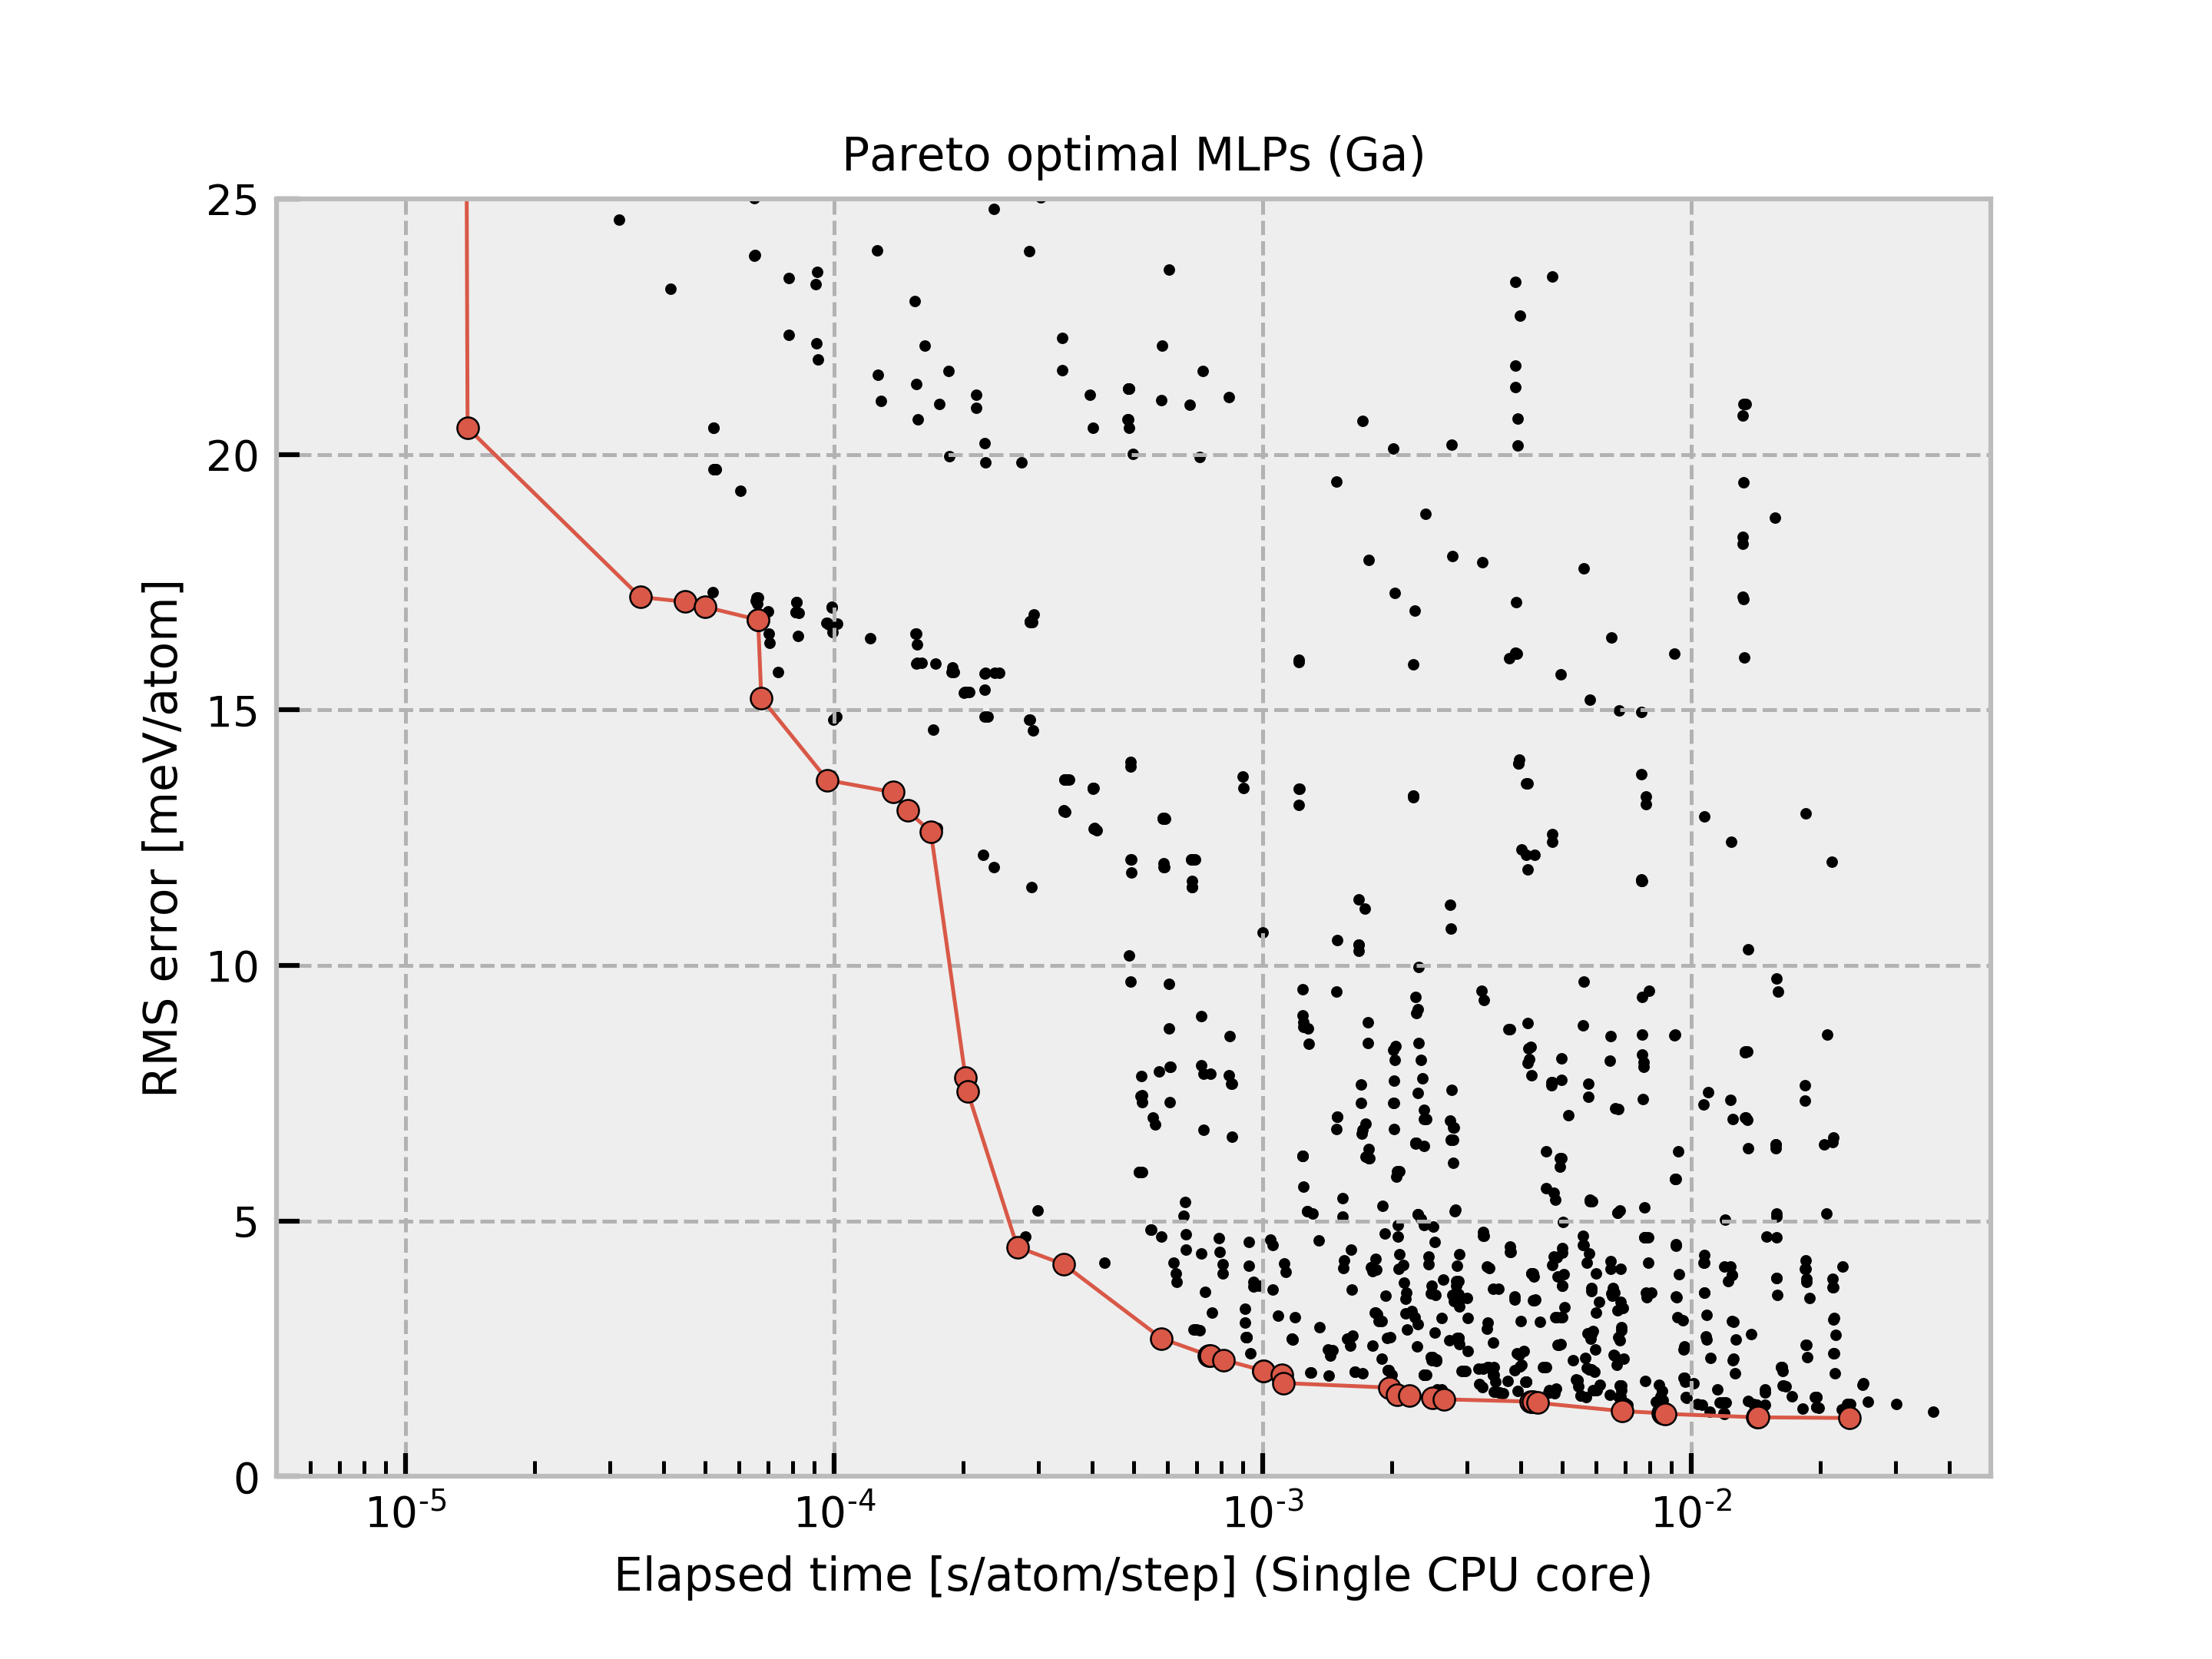 Pareto optimal MLPs (Ga)
25
20
15
10
5
0
RMS error [meV/atom]
10-5 10-4 10-3 10-2
Elapsed time [s/atom/step] (Single CPU core)